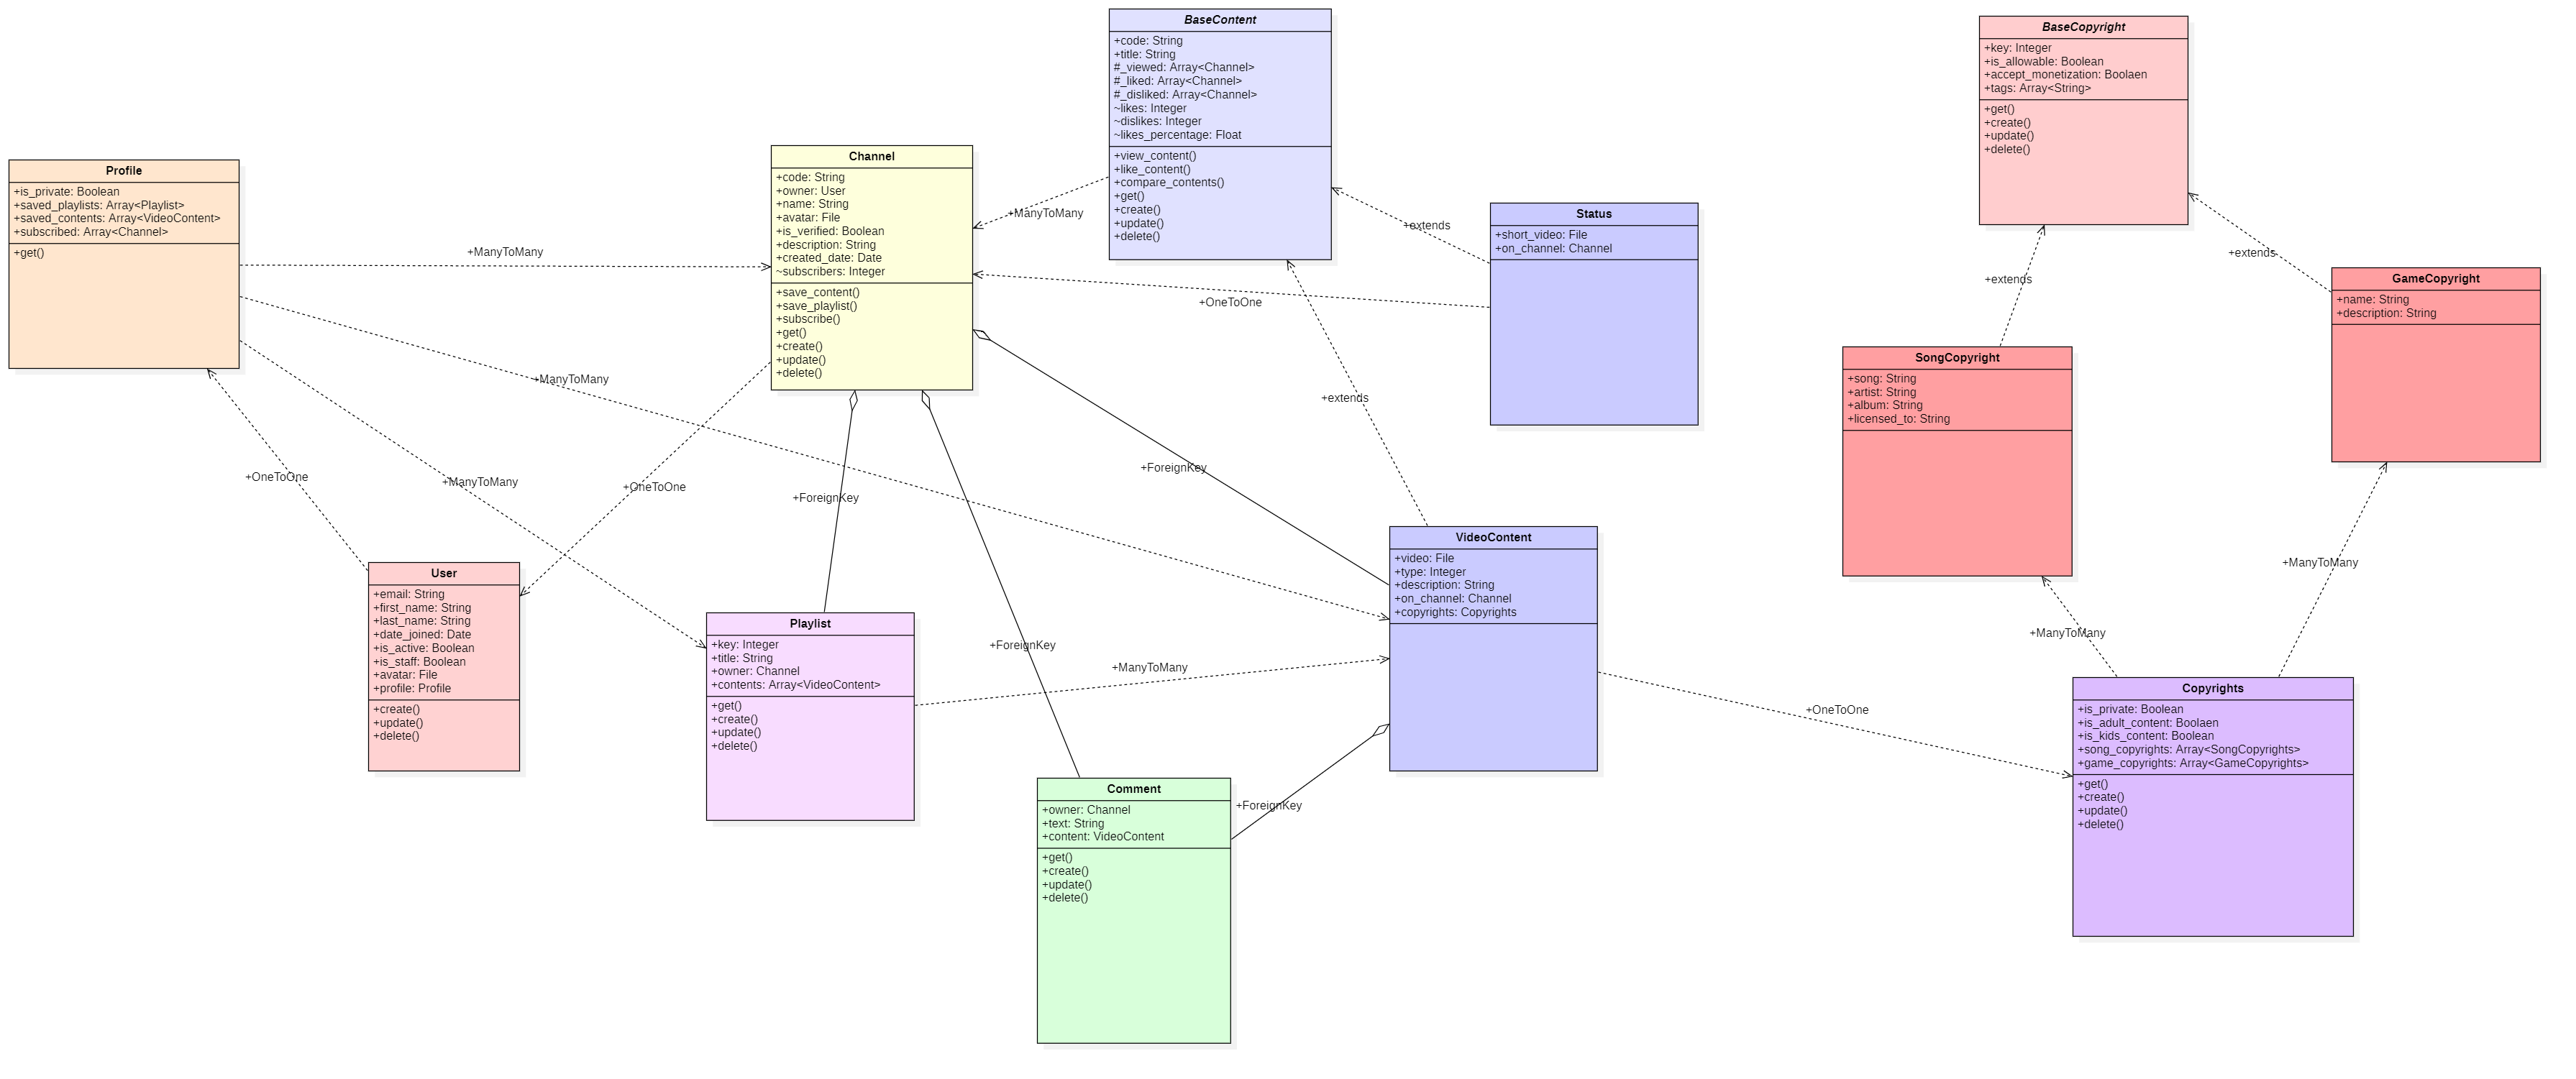 BaseContent
+code: String
+title: String
#_viewed: Array<Channel>
#_liked: Array<Channel>
#_disliked: Array<Channel>
~likes: Integer
~dislikes: Integer
~likes_percentage: Float
+view_content()
+like_content()
+compare_contents()
+get()
+create()
+update()
+delete()
BaseCopyright
+key: Integer
+is_allowable: Boolean
+accept_monetization: Boolaen
+tags: Array<String>
+get()
+create()
+update()
+delete()
Profile
+is_private: Boolean
+saved_playlists: Array<Playlist>
+saved_contents: Array<VideoContent>
+subscribed: Array<Channel>
+get()
Channel
+code: String
+owner: User
+name: String
+avatar: File
+is_verified: Boolean
+description: String
+created_date: Date
~subscribers: Integer
+save_content()
+save_playlist()
+subscribe()
+get()
+create()
+update()
+delete()
Status
+short_video: File
+on_channel: Channel
GameCopyright
+name: String
+description: String
SongCopyright
+song: String
+artist: String
+album: String
+licensed_to: String
+ManyToMany
+ManyToMany
+extends
+OneToOne
+extends
+extends
+ManyToMany
+extends
+OneToOne
+ManyToMany
+OneToOne
+ForeignKey
+ForeignKey
+ForeignKey
+ManyToMany
+ManyToMany
+ManyToMany
+OneToOne
+ForeignKey
User
+email: String
+first_name: String
+last_name: String
+date_joined: Date
+is_active: Boolean
+is_staff: Boolean
+avatar: File
+profile: Profile
+create()
+update()
+delete()
Playlist
+key: Integer
+title: String
+owner: Channel
+contents: Array<VideoContent>
+get()
+create()
+update()
+delete()
VideoContent
+video: File
+type: Integer
+description: String
+on_channel: Channel
+copyrights: Copyrights
Comment
+owner: Channel
+text: String
+content: VideoContent
+get()
+create()
+update()
+delete()
Copyrights
+is_private: Boolean
+is_adult_content: Boolaen
+is_kids_content: Boolean
+song_copyrights: Array<SongCopyrights>
+game_copyrights: Array<GameCopyrights>
+get()
+create()
+update()
+delete()